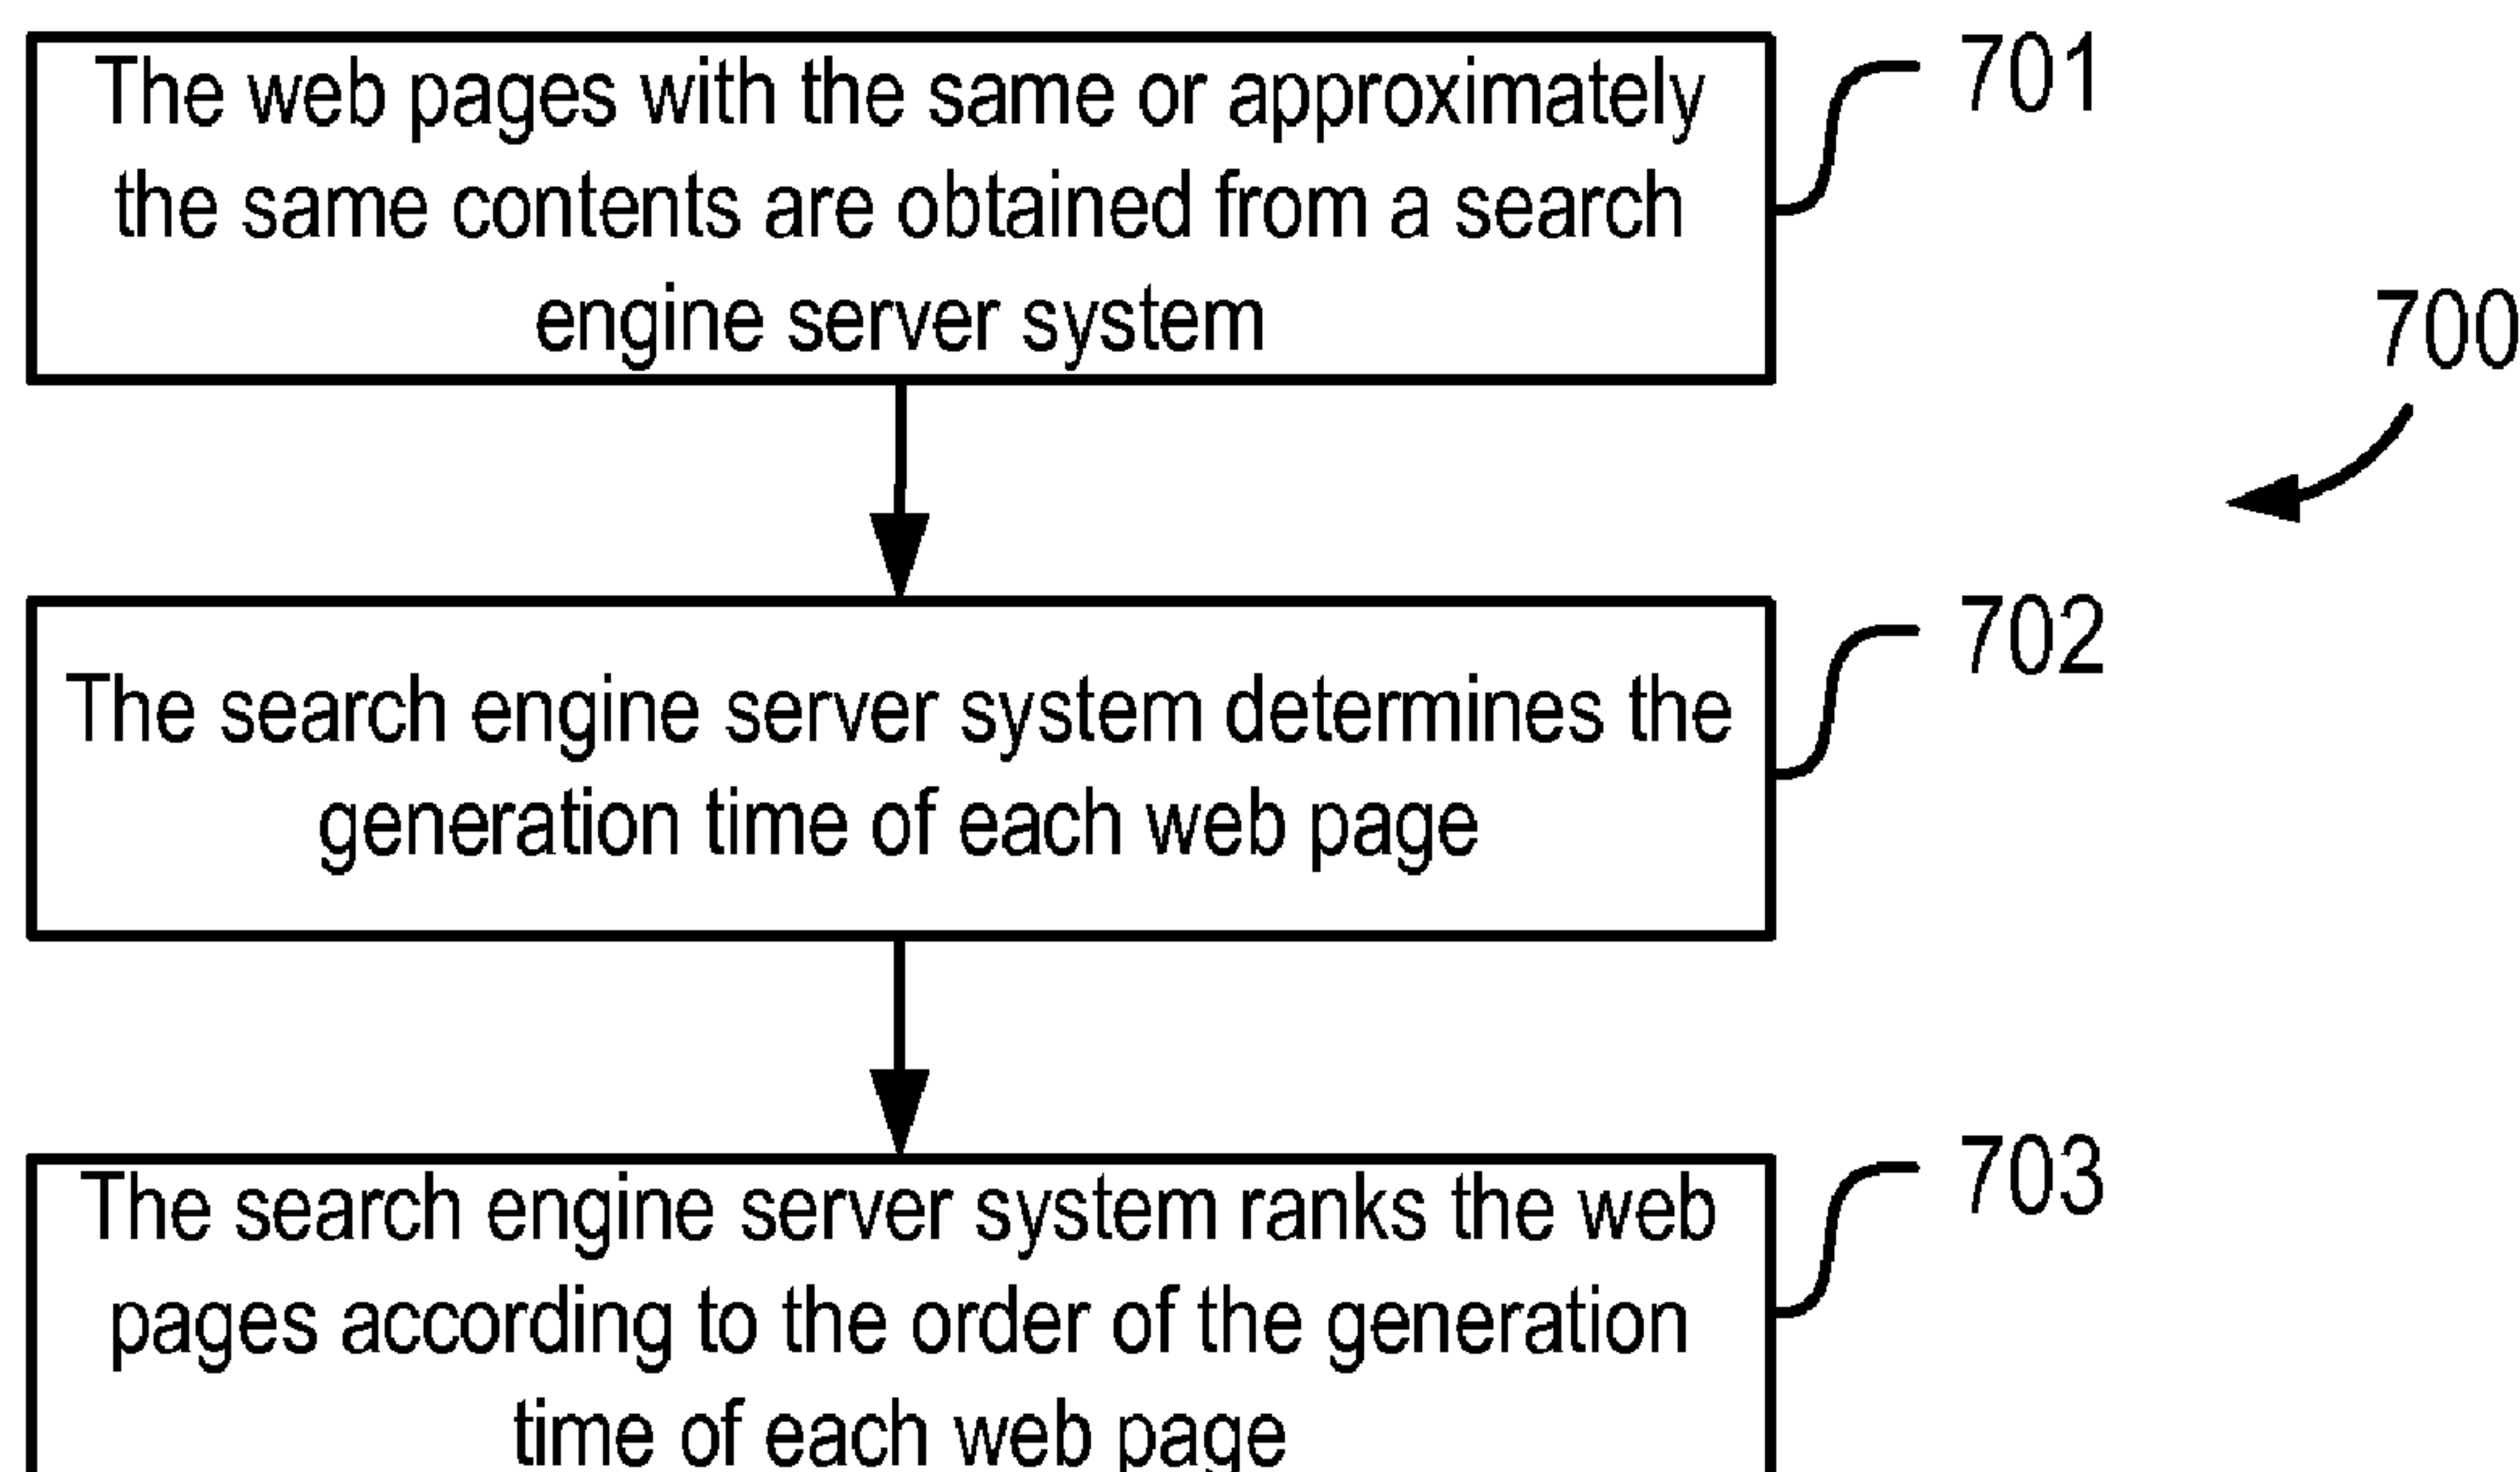 The web pages with the same or approximately
the same contents are obtained from a search
engine server system
701
700
The search engine server system determines the
generation time of each web page
702
The search engine server system ranks the web
pages according to the order of the generation
time of each web page
703